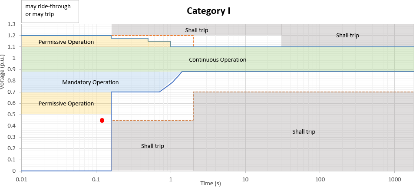 may ride-through
or may trip
Category I
Shall trip
Shall trip
Permissive Operation
Continuous Operation
Mandatory Operation
Permissive Operation
Shall trip
Shall trip
Voltage (p.u.)
1.3
1.2
1.1
1
0.9
0.8
0.7
0.6
0.5
0.4
0.3
0.2
0.1
0
0.01
0.1
1
10
100
1000
Time (s)